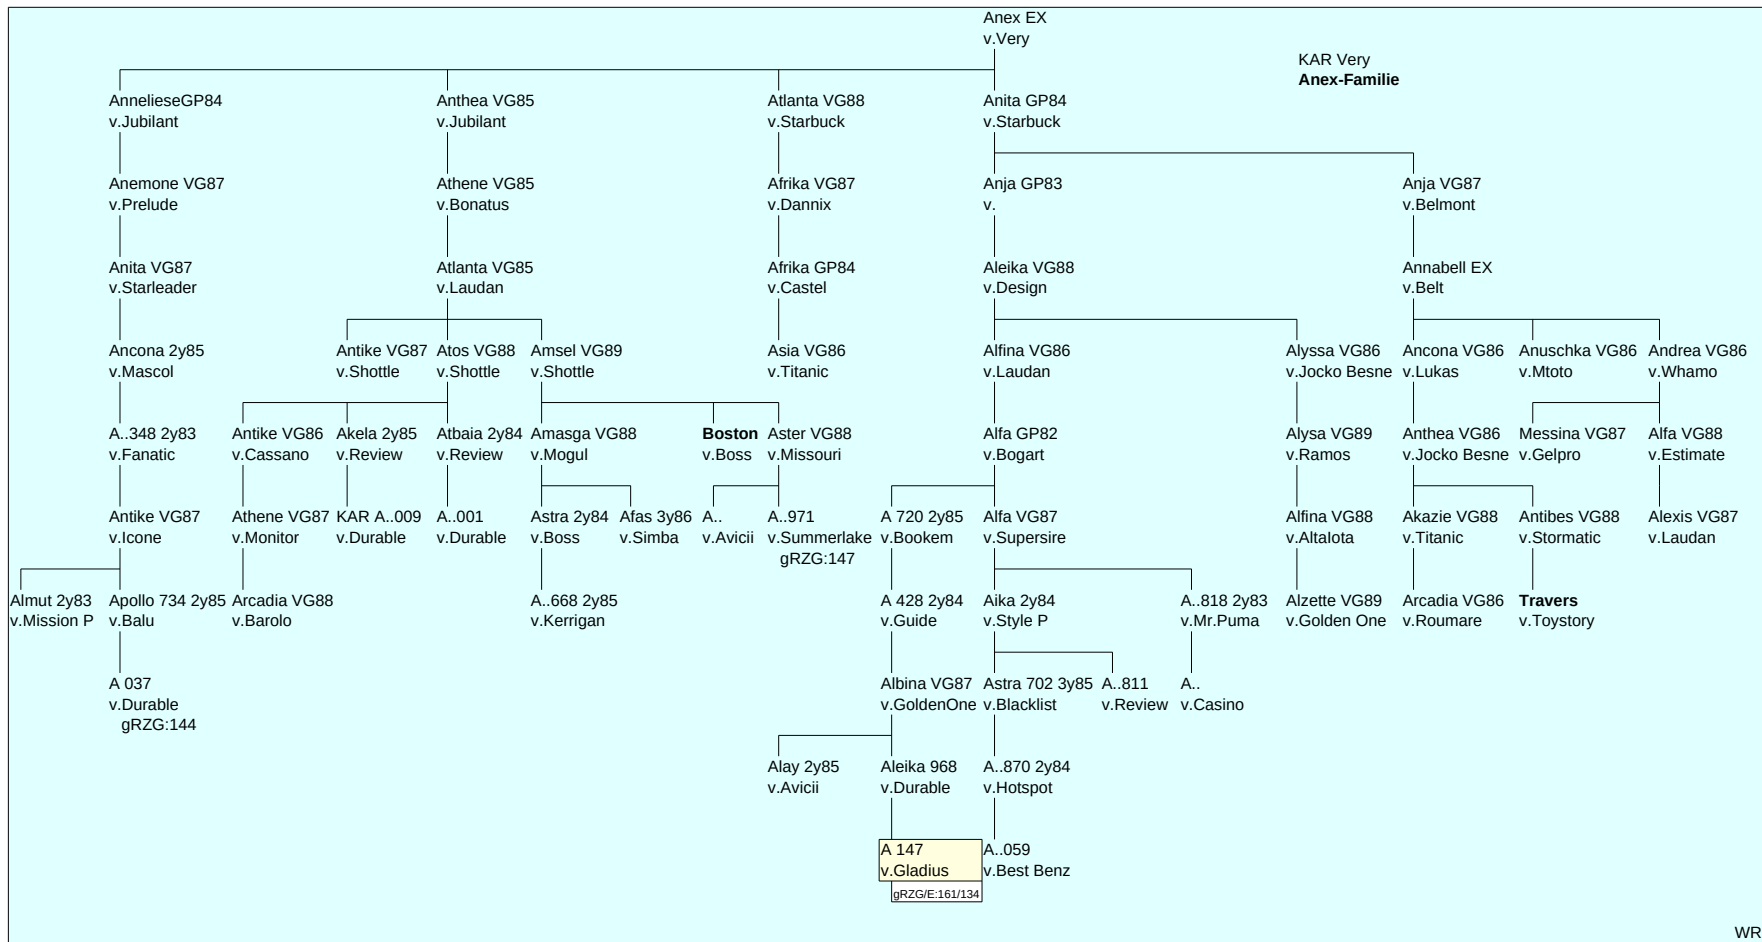 Anex EX
v.Very
KAR Very
Anex-Familie
AnnelieseGP84
v.Jubilant
Anthea VG85
v.Jubilant
Atlanta VG88
v.Starbuck
Anita GP84
v.Starbuck
Anemone VG87
v.Prelude
Athene VG85
v.Bonatus
Afrika VG87
v.Dannix
Anja GP83
v.
Anja VG87
v.Belmont
Anita VG87
v.Starleader
Atlanta VG85
v.Laudan
Afrika GP84
v.Castel
Aleika VG88
v.Design
Annabell EX
v.Belt
Ancona 2y85
v.Mascol
Antike VG87
v.Shottle
Atos VG88
v.Shottle
Amsel VG89
v.Shottle
Asia VG86
v.Titanic
Alfina VG86
v.Laudan
Alyssa VG86
v.Jocko Besne
Ancona VG86
v.Lukas
Anuschka VG86
v.Mtoto
Andrea VG86
v.Whamo
A..348 2y83
v.Fanatic
Antike VG86
v.Cassano
Akela 2y85
v.Review
Atbaia 2y84
v.Review
Amasga VG88
v.Mogul
Boston
v.Boss
Aster VG88
v.Missouri
Alfa GP82
v.Bogart
Alysa VG89
v.Ramos
Anthea VG86
v.Jocko Besne
Messina VG87
v.Gelpro
Alfa VG88
v.Estimate
Antike VG87
v.Icone
Athene VG87
v.Monitor
KAR A..009
v.Durable
A..001
v.Durable
Astra 2y84
v.Boss
Afas 3y86
v.Simba
A..
v.Avicii
A..971
v.Summerlake
gRZG:147
A 720 2y85
v.Bookem
Alfa VG87
v.Supersire
Alfina VG88
v.AltaIota
Akazie VG88
v.Titanic
Antibes VG88
v.Stormatic
Alexis VG87
v.Laudan
Almut 2y83
v.Mission P
Apollo 734 2y85
v.Balu
Arcadia VG88
v.Barolo
A..668 2y85
v.Kerrigan
A 428 2y84
v.Guide
Aika 2y84
v.Style P
A..818 2y83
v.Mr.Puma
Alzette VG89
v.Golden One
Arcadia VG86
v.Roumare
Travers
v.Toystory
A 037
v.Durable
gRZG:144
Albina VG87
v.GoldenOne
Astra 702 3y85
v.Blacklist
A..811
v.Review
A..
v.Casino
Alay 2y85
v.Avicii
Aleika 968
v.Durable
A..870 2y84
v.Hotspot
A 147
v.Gladius
gRZG/E:161/134
A..059
v.Best Benz
WR